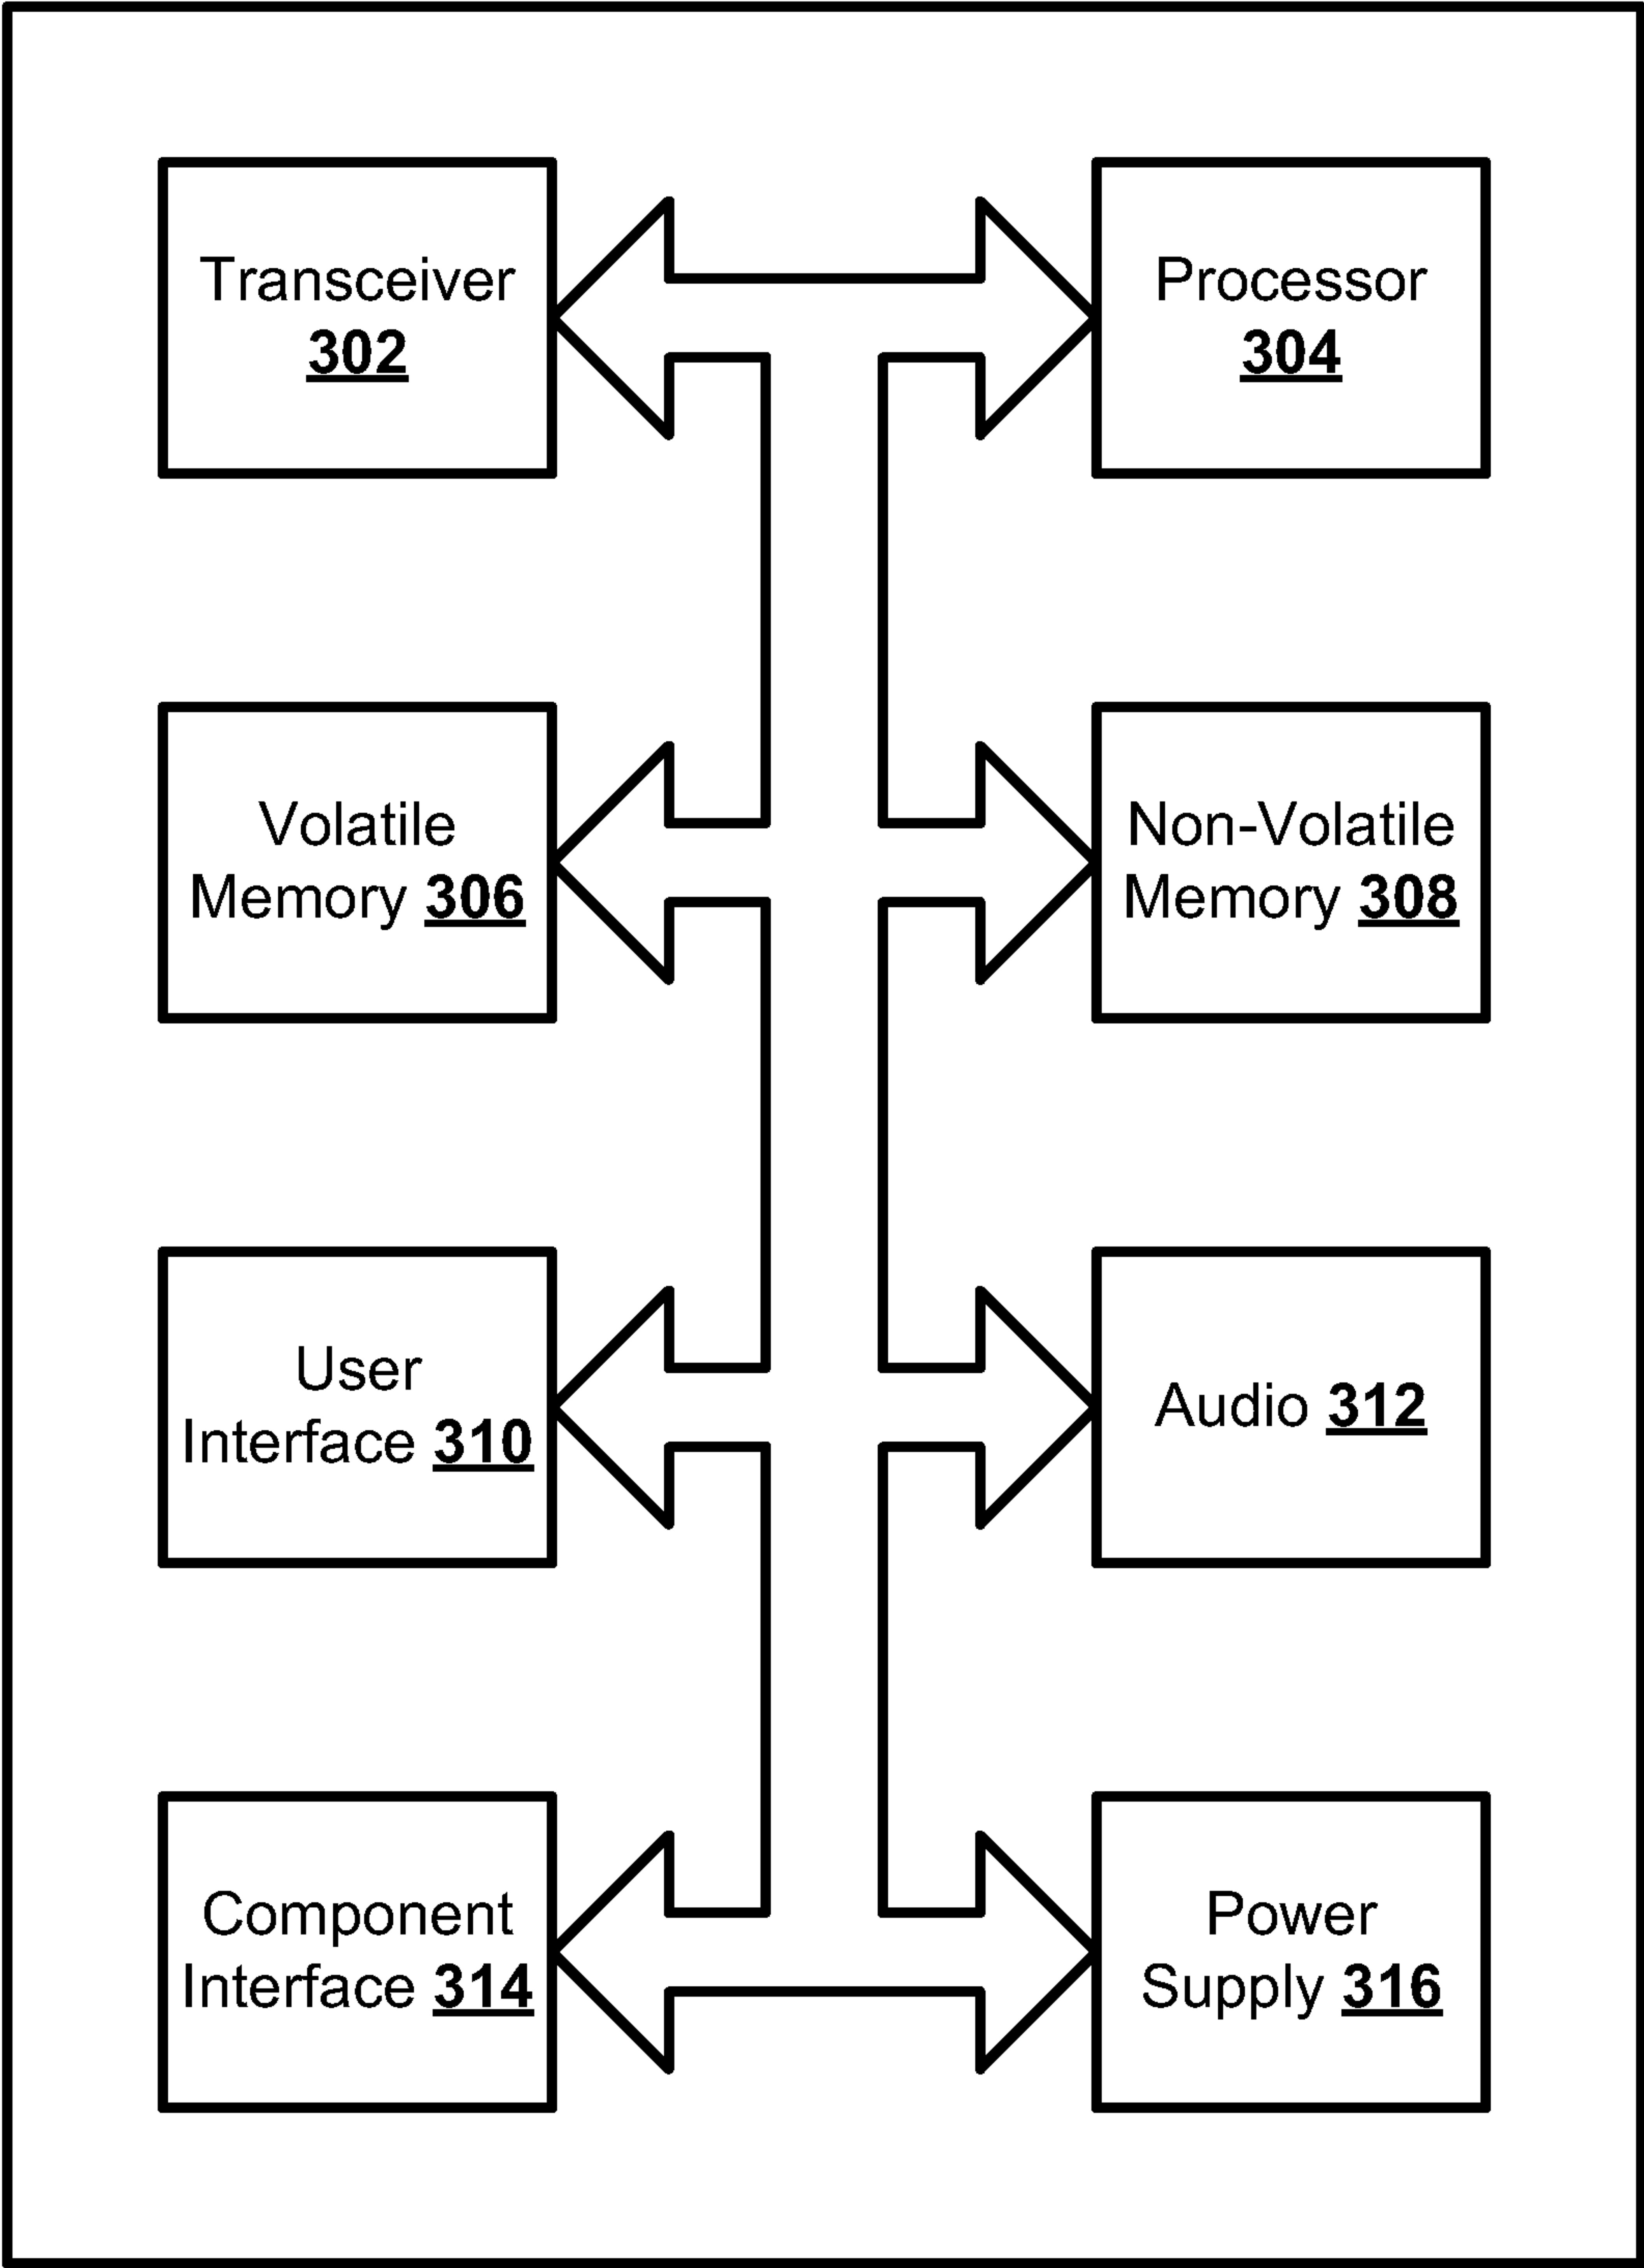 Transceiver
302
Processor
304
Volatile
Memory 306
Non-Volatile
Memory 308
User
Interface 310
Audio 312
Component
Interface 314
Power
Supply 316